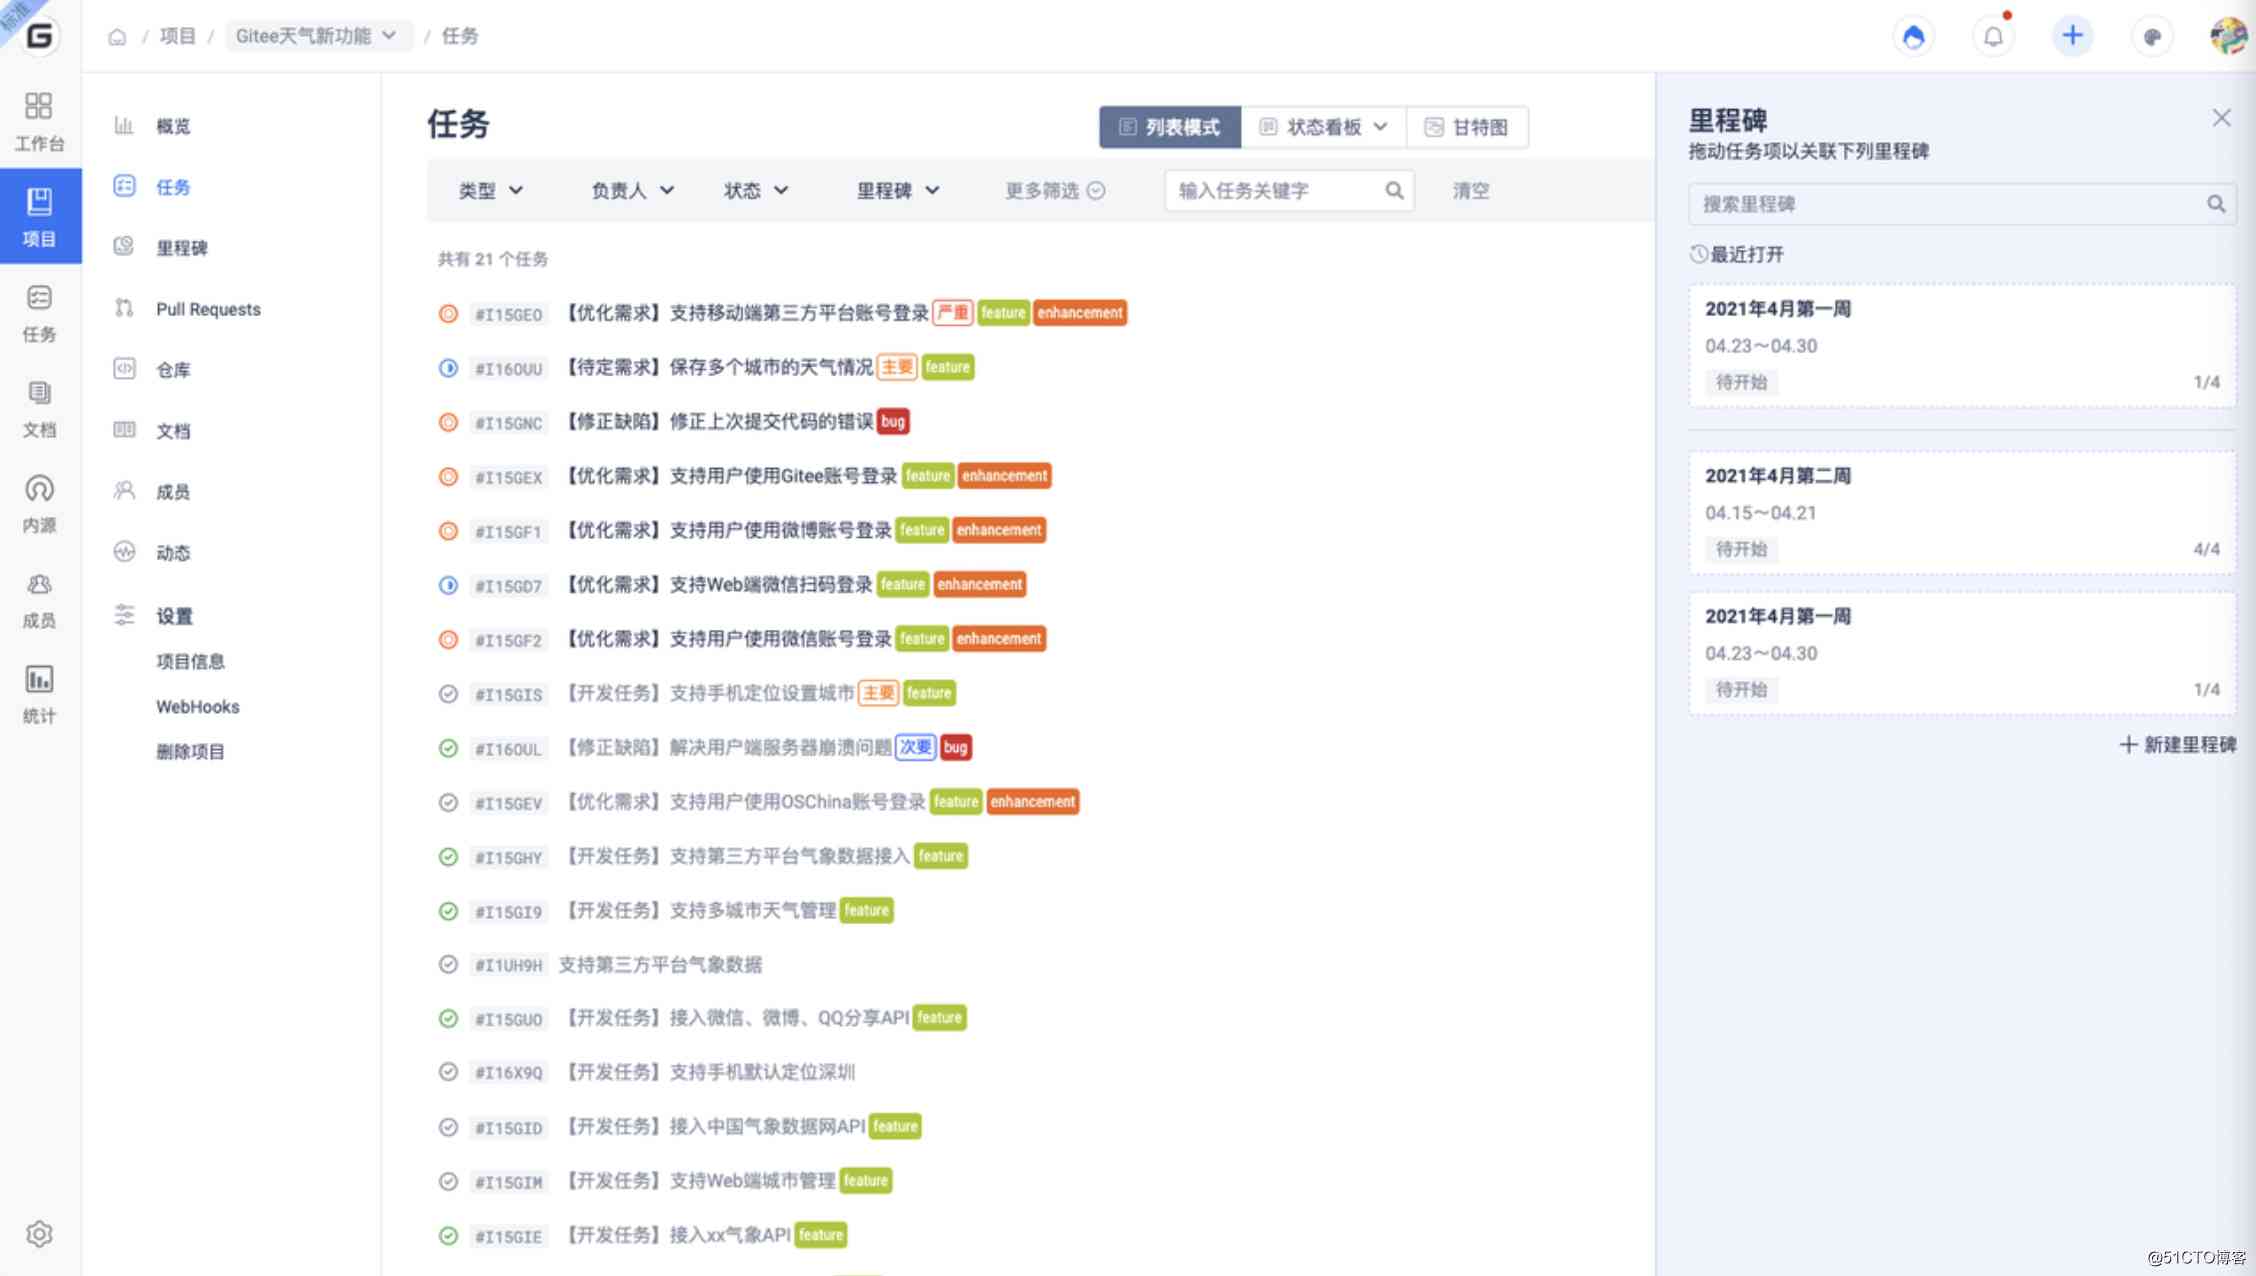 标准
G
/ 项目 / Gitee天气新功能 / 任务
工作台
项目
任务
文档
内源
成员
统计
概览
任务
里程碑
Pull Requests
仓库
文档
成员
动态
设置
项目信息
WebHooks
删除项目
任务
列表模式 状态看板 甘特图
类型 负责人 状态 里程碑 更多筛选 输入任务关键字 清空
共有 21 个任务
#I15GEO 【优化需求】支持移动端第三方平台账号登录 严重 feature enhancement
#I16OUU 【待定需求】保存多个城市的天气情况 主要 feature
#I15GNC 【修正缺陷】修正上次提交代码的错误 bug
#I15GEX 【优化需求】支持用户使用Gitee账号登录 feature enhancement
#I15GF1 【优化需求】支持用户使用微博账号登录 feature enhancement
#I15GD7 【优化需求】支持Web端微信扫码登录 feature enhancement
#I15GF2 【优化需求】支持用户使用微信账号登录 feature enhancement
#I15GIS 【开发任务】支持手机定位设置城市 主要 feature
#I16OUL 【修正缺陷】解决用户端服务器崩溃问题 次要 bug
#I15GEV 【优化需求】支持用户使用OSChina账号登录 feature enhancement
#I15GHY 【开发任务】支持第三方平台气象数据接入 feature
#I15GI9 【开发任务】支持多城市天气管理 feature
#I1UH9H 支持第三方平台气象数据
#I15GUO 【开发任务】接入微信、微博、QQ分享API feature
#I16X9Q 【开发任务】支持手机默认定位深圳
#I15GID 【开发任务】接入中国气象数据网API feature
#I15GIM 【开发任务】支持Web端城市管理 feature
#I15GIE 【开发任务】接入xx气象API feature
里程碑
拖动任务项以关联下列里程碑
搜索里程碑
最近打开
2021年4月第一周
04.23～04.30
待开始 1/4
2021年4月第二周
04.15～04.21
待开始 4/4
2021年4月第一周
04.23～04.30
待开始 1/4
新建里程碑
@51CTO博客